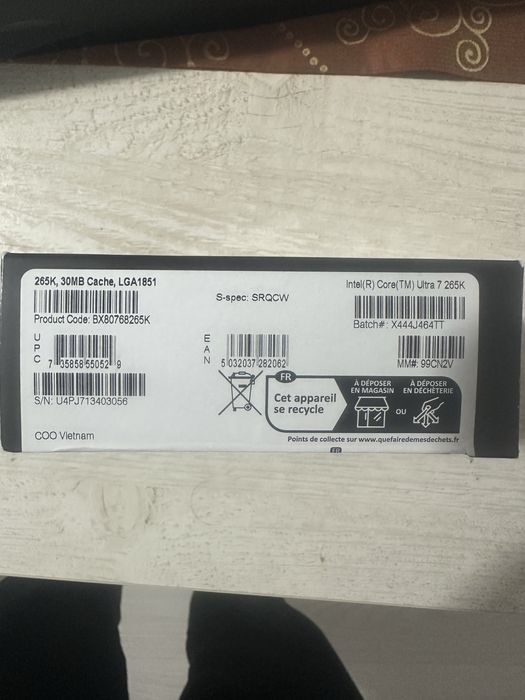 265K, 30MB Cache, LGA1851
Product Code: BX80768265K
UPC
7 35858 55052 9
S/N: U4PJ713403056
COO Vietnam
S-spec: SRQCW
EAN
5 032037 282062
Intel(R) Core(TM) Ultra 7 265K
Batch#: X444J464TT
MM#: 99CN2V
FR
Cet appareil
se recycle
À DÉPOSER
EN MAGASIN
OU
À DÉPOSER
EN DÉCHÈTERIE
Points de collecte sur www.quefairedemesdechets.fr
FR